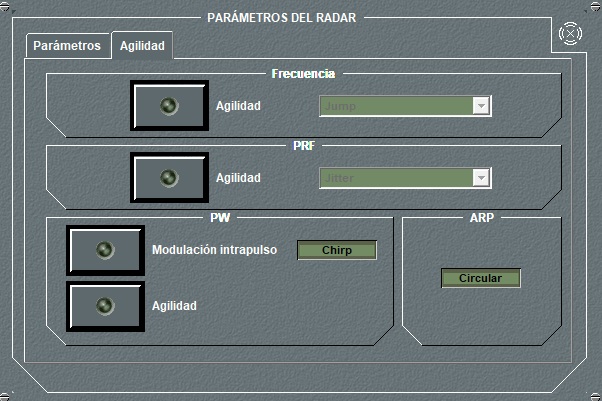 PARÁMETROS DEL RADAR
Parámetros Agilidad
Frecuencia
Agilidad Jump
PRF
Agilidad Jitter
PW ARP
Modulación intrapulso Chirp
Circular
Agilidad